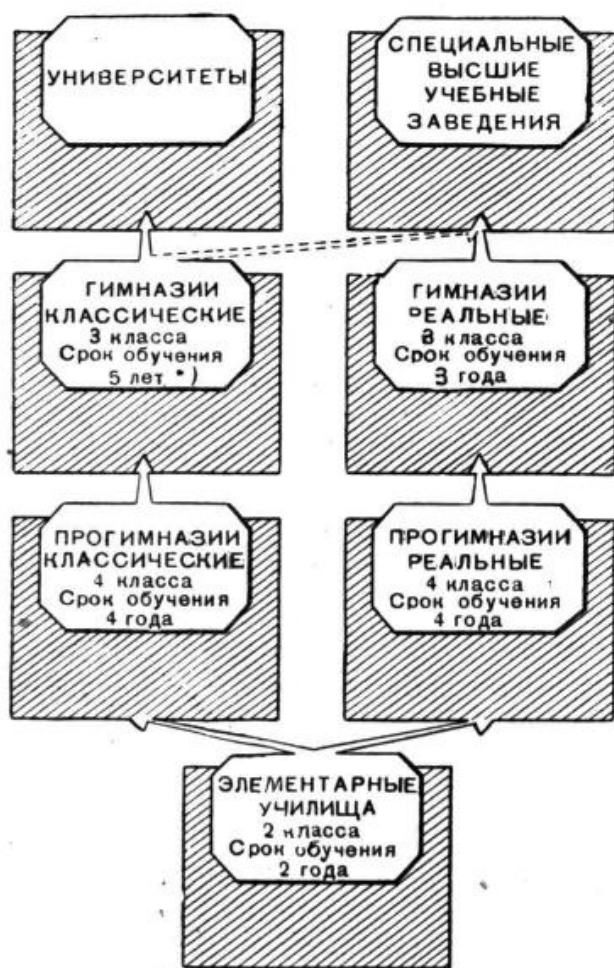 УНИВЕРСИТЕТЫ
СПЕЦИАЛЬНЫЕ
ВЫСШИЕ
УЧЕБНЫЕ
ЗАВЕДЕНИЯ
ГИМНАЗИИ
КЛАССИЧЕСКИЕ
3 класса
Срок обучения
5 лет *)
ГИМНАЗИИ
РЕАЛЬНЫЕ
3 класса
Срок обучения
3 года
ПРОГИМНАЗИИ
КЛАССИЧЕСКИЕ
4 класса
Срок обучения
4 года
ПРОГИМНАЗИИ
РЕАЛЬНЫЕ
4 класса
Срок обучения
4 года
ЭЛЕМЕНТАРНЫЕ
УЧИЛИЩА
2 класса
Срок обучения
2 года